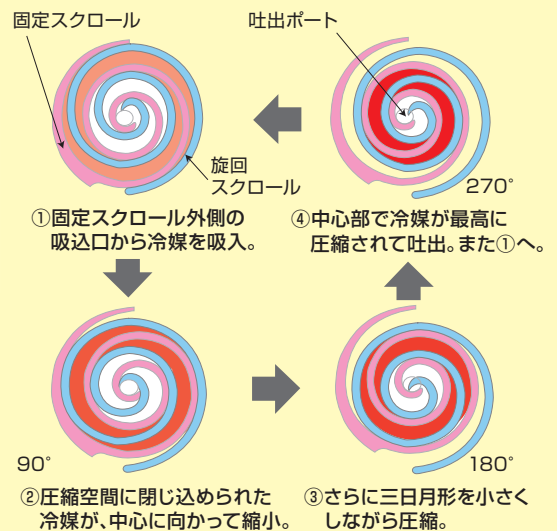 固定スクロール
吐出ポート
旋回
スクロール
270°
①固定スクロール外側の
吸込口から冷媒を吸入。
④中心部で冷媒が最高に
圧縮されて吐出。また①へ。
90°
180°
②圧縮空間に閉じ込められた
冷媒が、中心に向かって縮小。
③さらに三日月形を小さく
しながら圧縮。